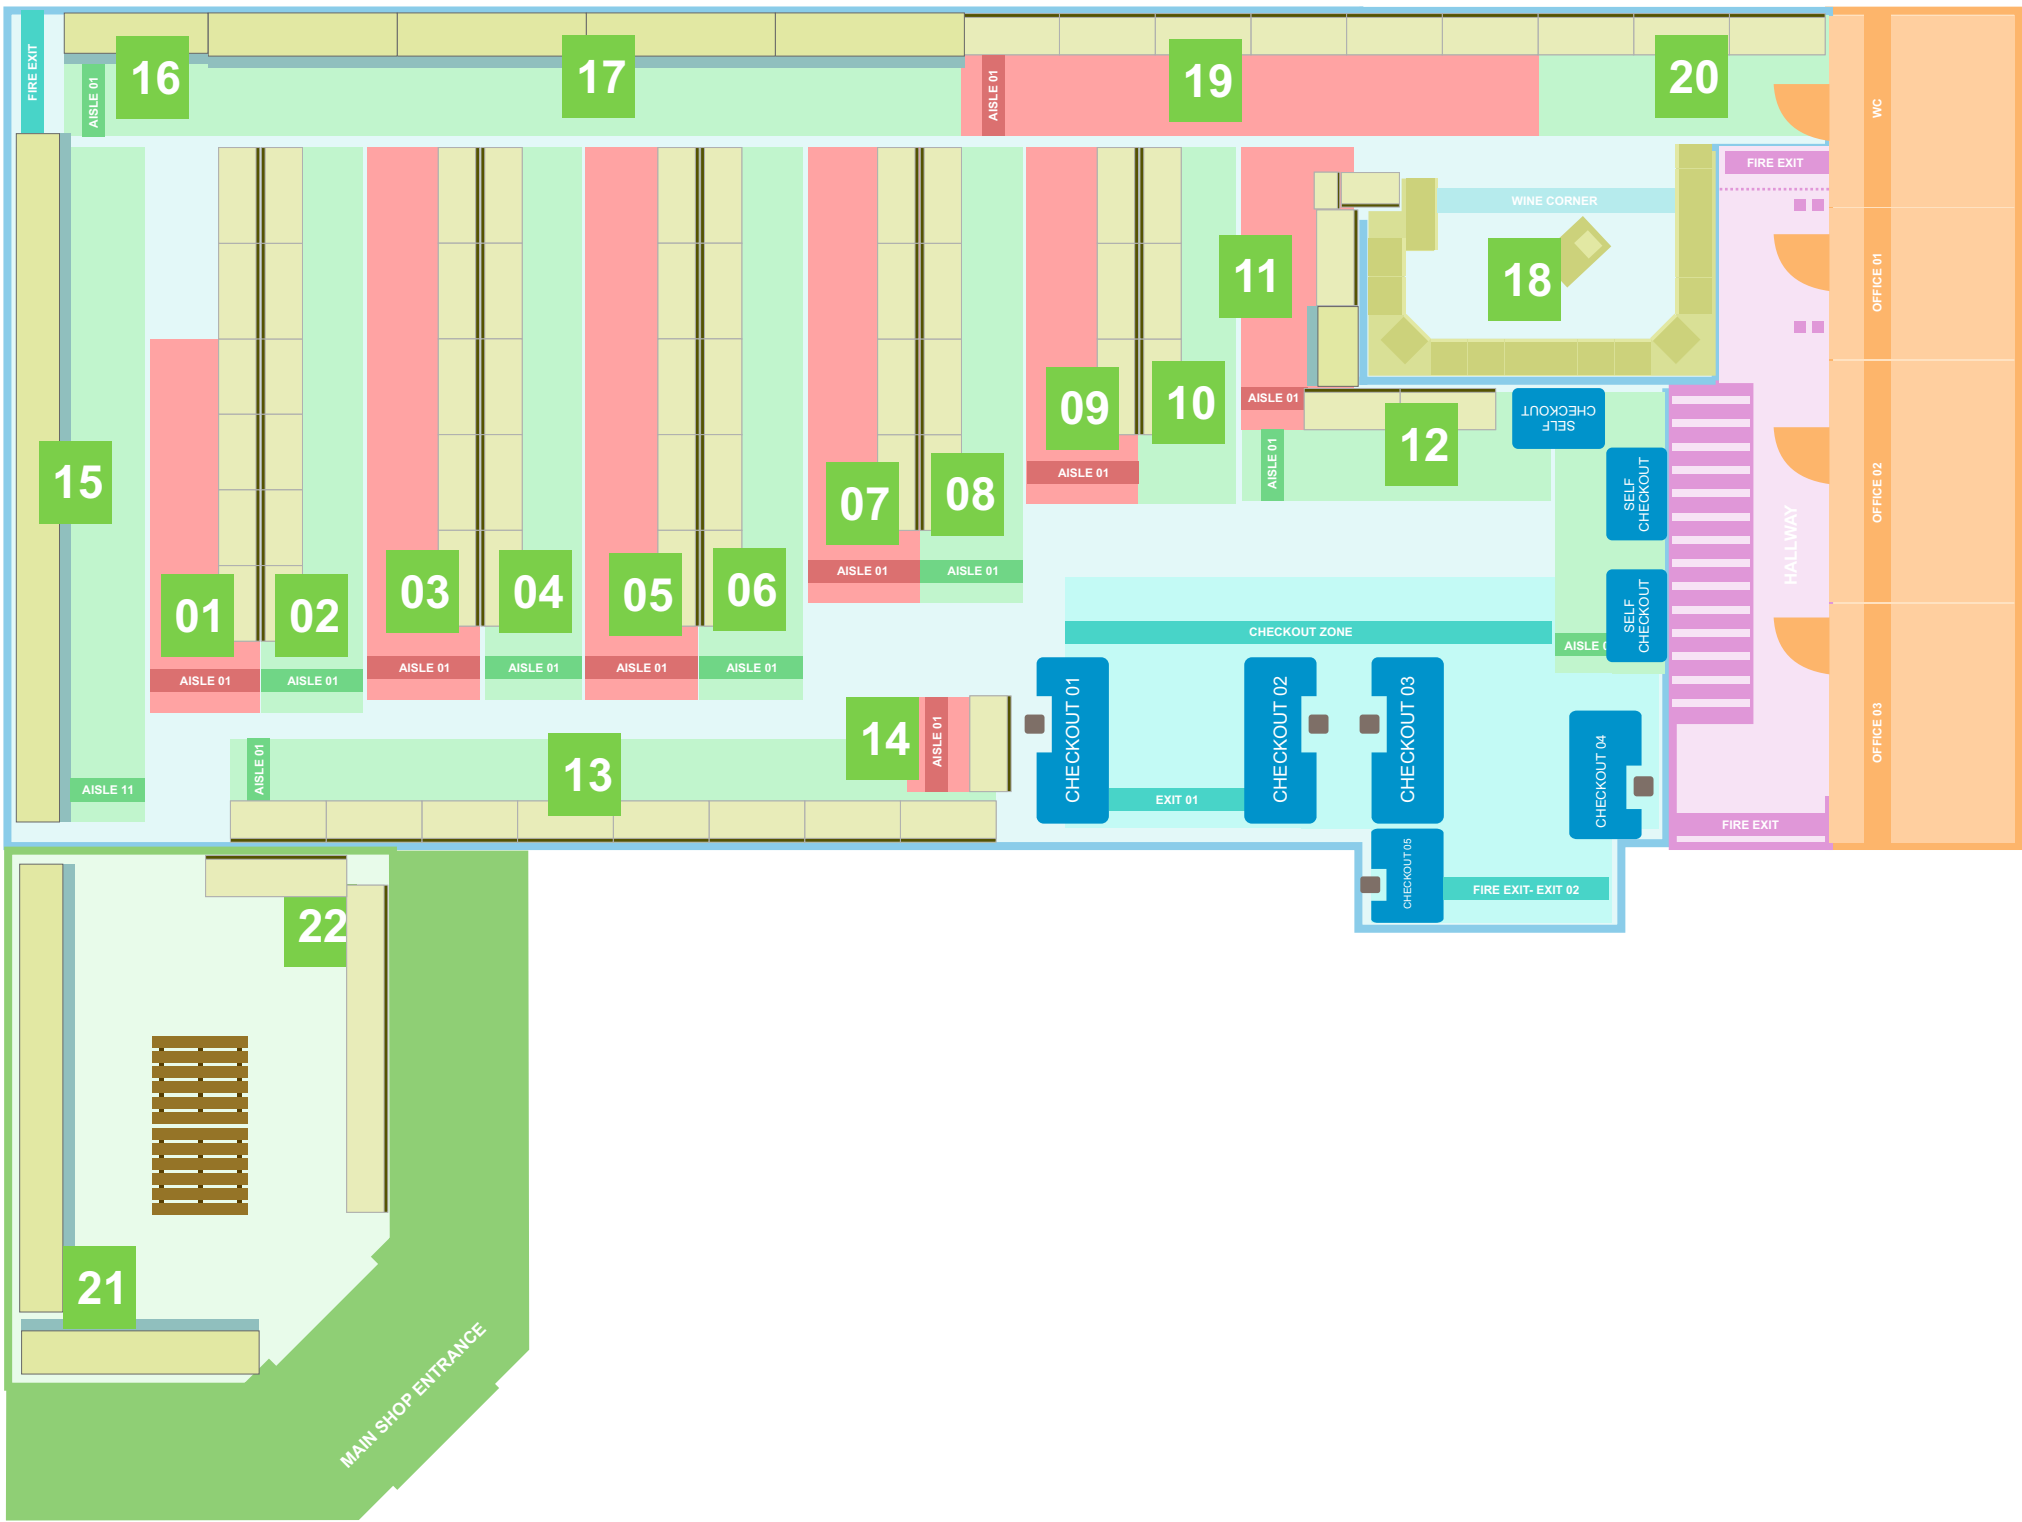 FIRE EXIT
16
17
19
20
AISLE 01
AISLE 01
WC
FIRE EXIT
WINE CORNER
11
18
OFFICE 01
15
09
10
AISLE 01
12
SELF
CHECKOUT
07
08
AISLE 01
AISLE 01
SELF
CHECKOUT
OFFICE 02
HALLWAY
01
02
03
04
05
06
AISLE 01
AISLE 01
SELF
CHECKOUT
CHECKOUT ZONE
AISLE
AISLE 01
AISLE 01
AISLE 01
AISLE 01
AISLE 01
AISLE 01
14
AISLE 01
CHECKOUT 01
CHECKOUT 02
CHECKOUT 03
CHECKOUT 04
OFFICE 03
AISLE 11
AISLE 01
13
EXIT 01
FIRE EXIT
CHECKOUT 05
FIRE EXIT- EXIT 02
22
21
MAIN SHOP ENTRANCE